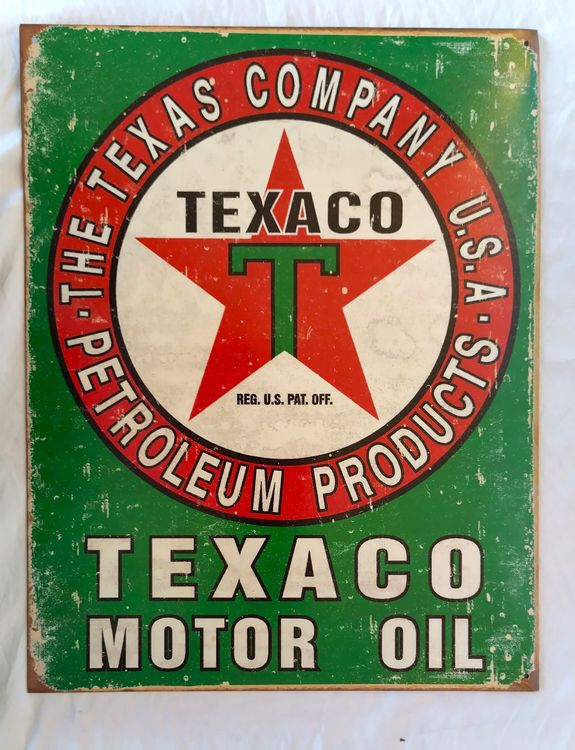 ·THE TEXAS COMPANY U.S.A·
PETROLEUM PRODUCTS
TEXACO
T
REG. U.S. PAT. OFF.
TEXACO
MOTOR OIL